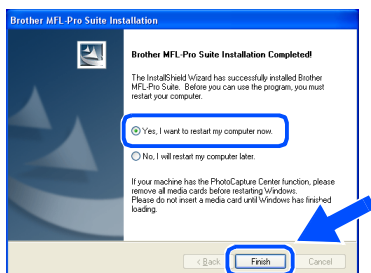 Brother MFL-Pro Suite Installation
Brother MFL-Pro Suite Installation Completed!
The InstallShield Wizard has successfully installed Brother
MFL-Pro Suite. Before you can use the program, you must
restart your computer.
Yes, I want to restart my computer now.
No, I will restart my computer later.
If your machine has the PhotoCapture Center function, please
remove all media cards before restarting Windows.
Please do not insert a media card until Windows has finished
loading.
< Back
Finish
Cancel